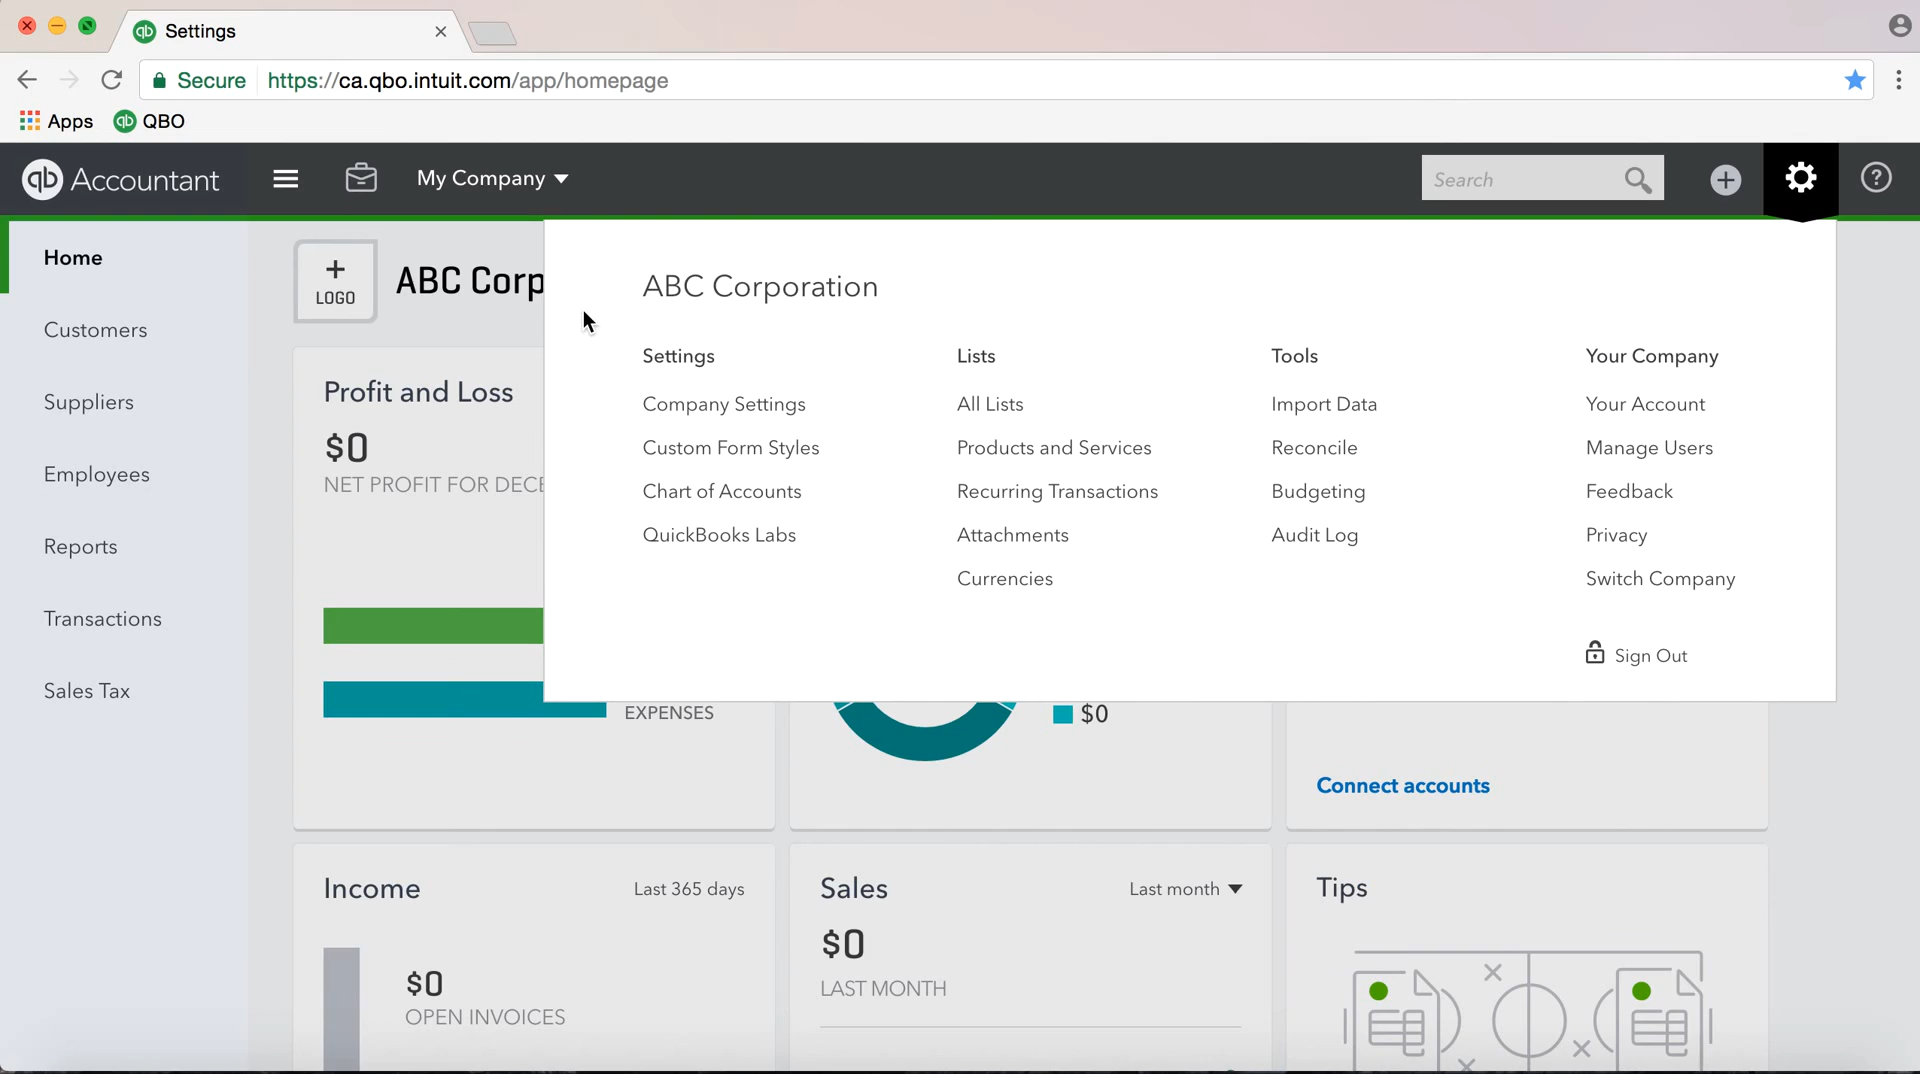 Settings
Secure https://ca.qbo.intuit.com/app/homepage
Apps
QBO
qb Accountant
My Company
Search
Home
Customers
Suppliers
Employees
Reports
Transactions
Sales Tax
+
LOGO
ABC Corp
Profit and Loss
$0
NET PROFIT FOR DECE
EXPENSES
ABC Corporation
Settings
Company Settings
Custom Form Styles
Chart of Accounts
QuickBooks Labs
Lists
All Lists
Products and Services
Recurring Transactions
Attachments
Currencies
Tools
Import Data
Reconcile
Budgeting
Audit Log
Your Company
Your Account
Manage Users
Feedback
Privacy
Switch Company
Sign Out
$0
Connect accounts
Income
Last 365 days
$0
OPEN INVOICES
Sales
Last month
$0
LAST MONTH
Tips